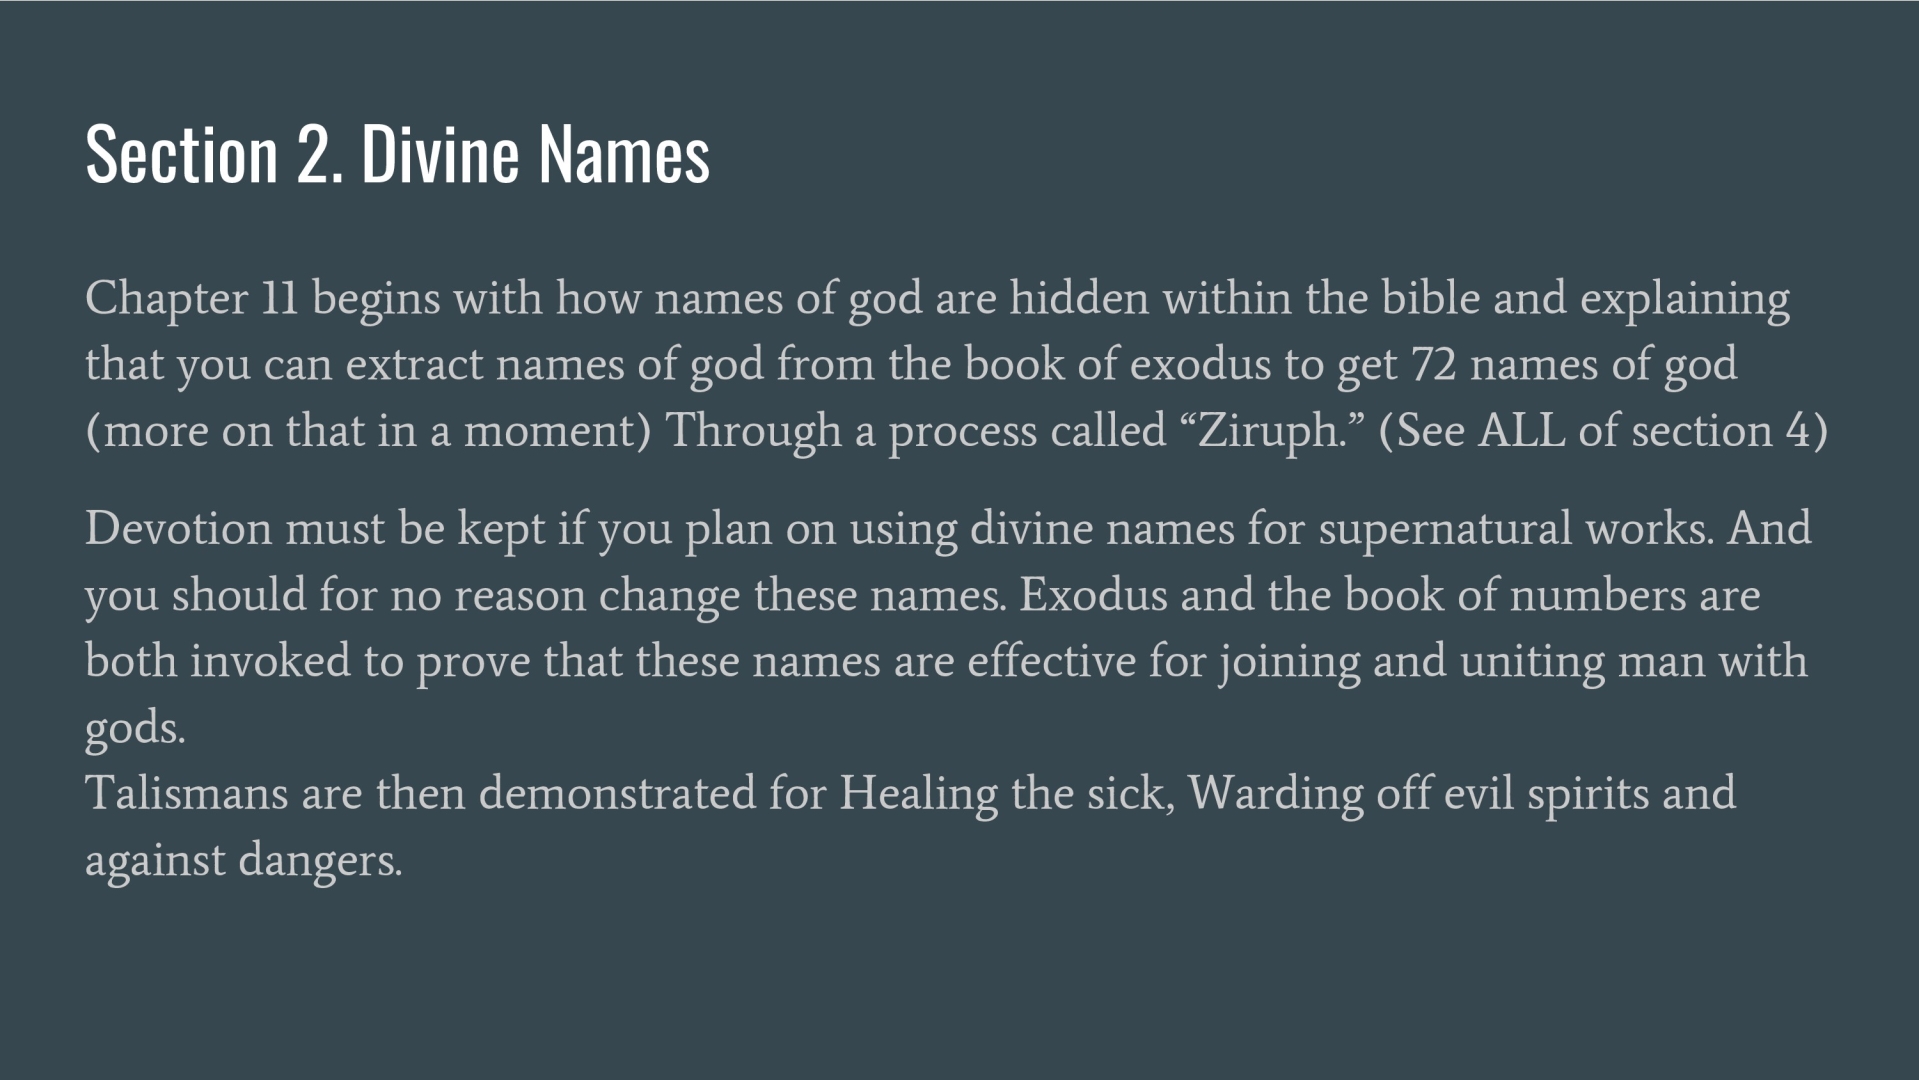 Section 2. Divine Names
Chapter 11 begins with how names of god are hidden within the bible and explaining
that you can extract names of god from the book of exodus to get 72 names of god
(more on that in a moment) Through a process called “Ziruph.” (See ALL of section 4)
Devotion must be kept if you plan on using divine names for supernatural works. And
you should for no reason change these names. Exodus and the book of numbers are
both invoked to prove that these names are effective for joining and uniting man with
gods.
Talismans are then demonstrated for Healing the sick, Warding off evil spirits and
against dangers.